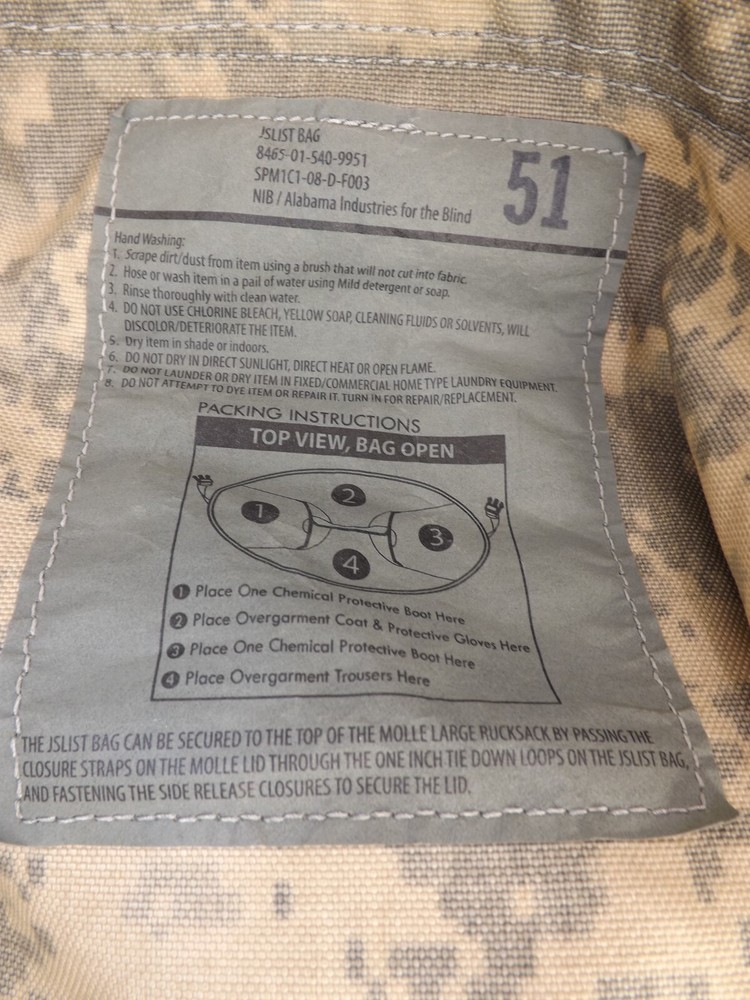 JSLIST BAG
8465-01-540-9951
SPM1C1-08-D-F003
NIB / Alabama Industries for the Blind
51
Hand Washing:
1. Scrape dirt/dust from item using a brush that will not cut into fabric.
2. Hose or wash item in a pail of water using Mild detergent or soap.
3. Rinse thoroughly with clean water.
4. DO NOT USE CHLORINE BLEACH, YELLOW SOAP, CLEANING FLUIDS OR SOLVENTS, WILL
DISCOLOR/DETERIORATE THE ITEM.
5. Dry item in shade or indoors.
6. DO NOT DRY IN DIRECT SUNLIGHT, DIRECT HEAT OR OPEN FLAME.
7. DO NOT LAUNDER OR DRY ITEM IN FIXED/COMMERCIAL HOME TYPE LAUNDRY EQUIPMENT.
8. DO NOT ATTEMPT TO DYE ITEM OR REPAIR IT. TURN IN FOR REPAIR/REPLACEMENT.
PACKING INSTRUCTIONS
TOP VIEW, BAG OPEN
2
1
3
4
1 Place One Chemical Protective Boot Here
2 Place Overgarment Coat & Protective Gloves Here
3 Place One Chemical Protective Boot Here
4 Place Overgarment Trousers Here
THE JSLIST BAG CAN BE SECURED TO THE TOP OF THE MOLLE LARGE RUCKSACK BY PASSING THE
CLOSURE STRAPS ON THE MOLLE LID THROUGH THE ONE INCH TIE DOWN LOOPS ON THE JSLIST BAG,
AND FASTENING THE SIDE RELEASE CLOSURES TO SECURE THE LID.